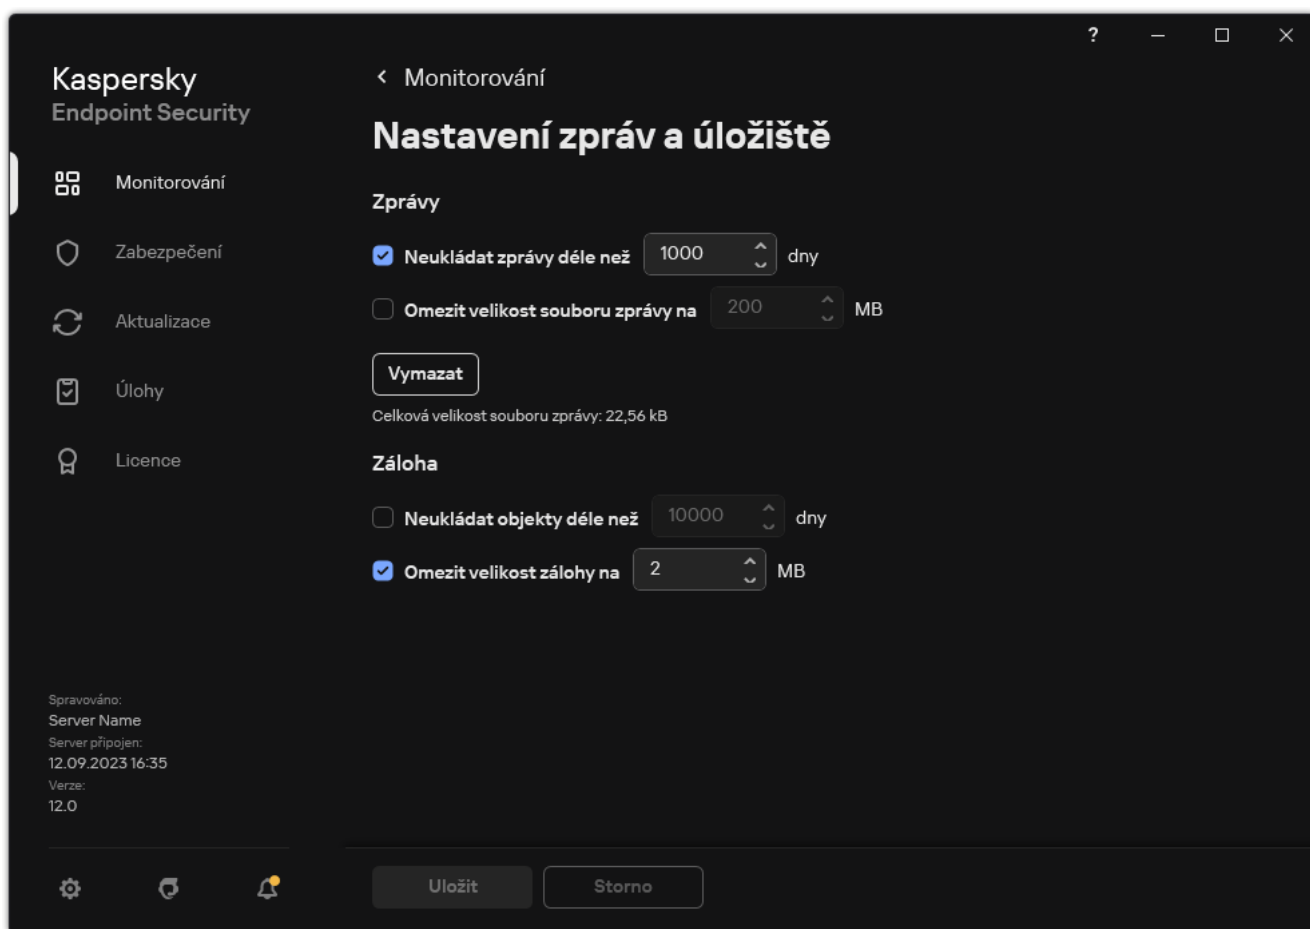 ?
Kaspersky
Endpoint Security
Monitorování
Zabezpečení
Aktualizace
Úlohy
Licence
Spravováno:
Server Name
Server připojen:
12.09.2023 16:35
Verze:
12.0
Monitorování
Nastavení zpráv a úložiště
Zprávy
Neukládat zprávy déle než 1000 dny
Omezit velikost souboru zprávy na 200 MB
Vymazat
Celková velikost souboru zprávy: 22,56 kB
Záloha
Neukládat objekty déle než 10000 dny
Omezit velikost zálohy na 2 MB
Uložit Storno